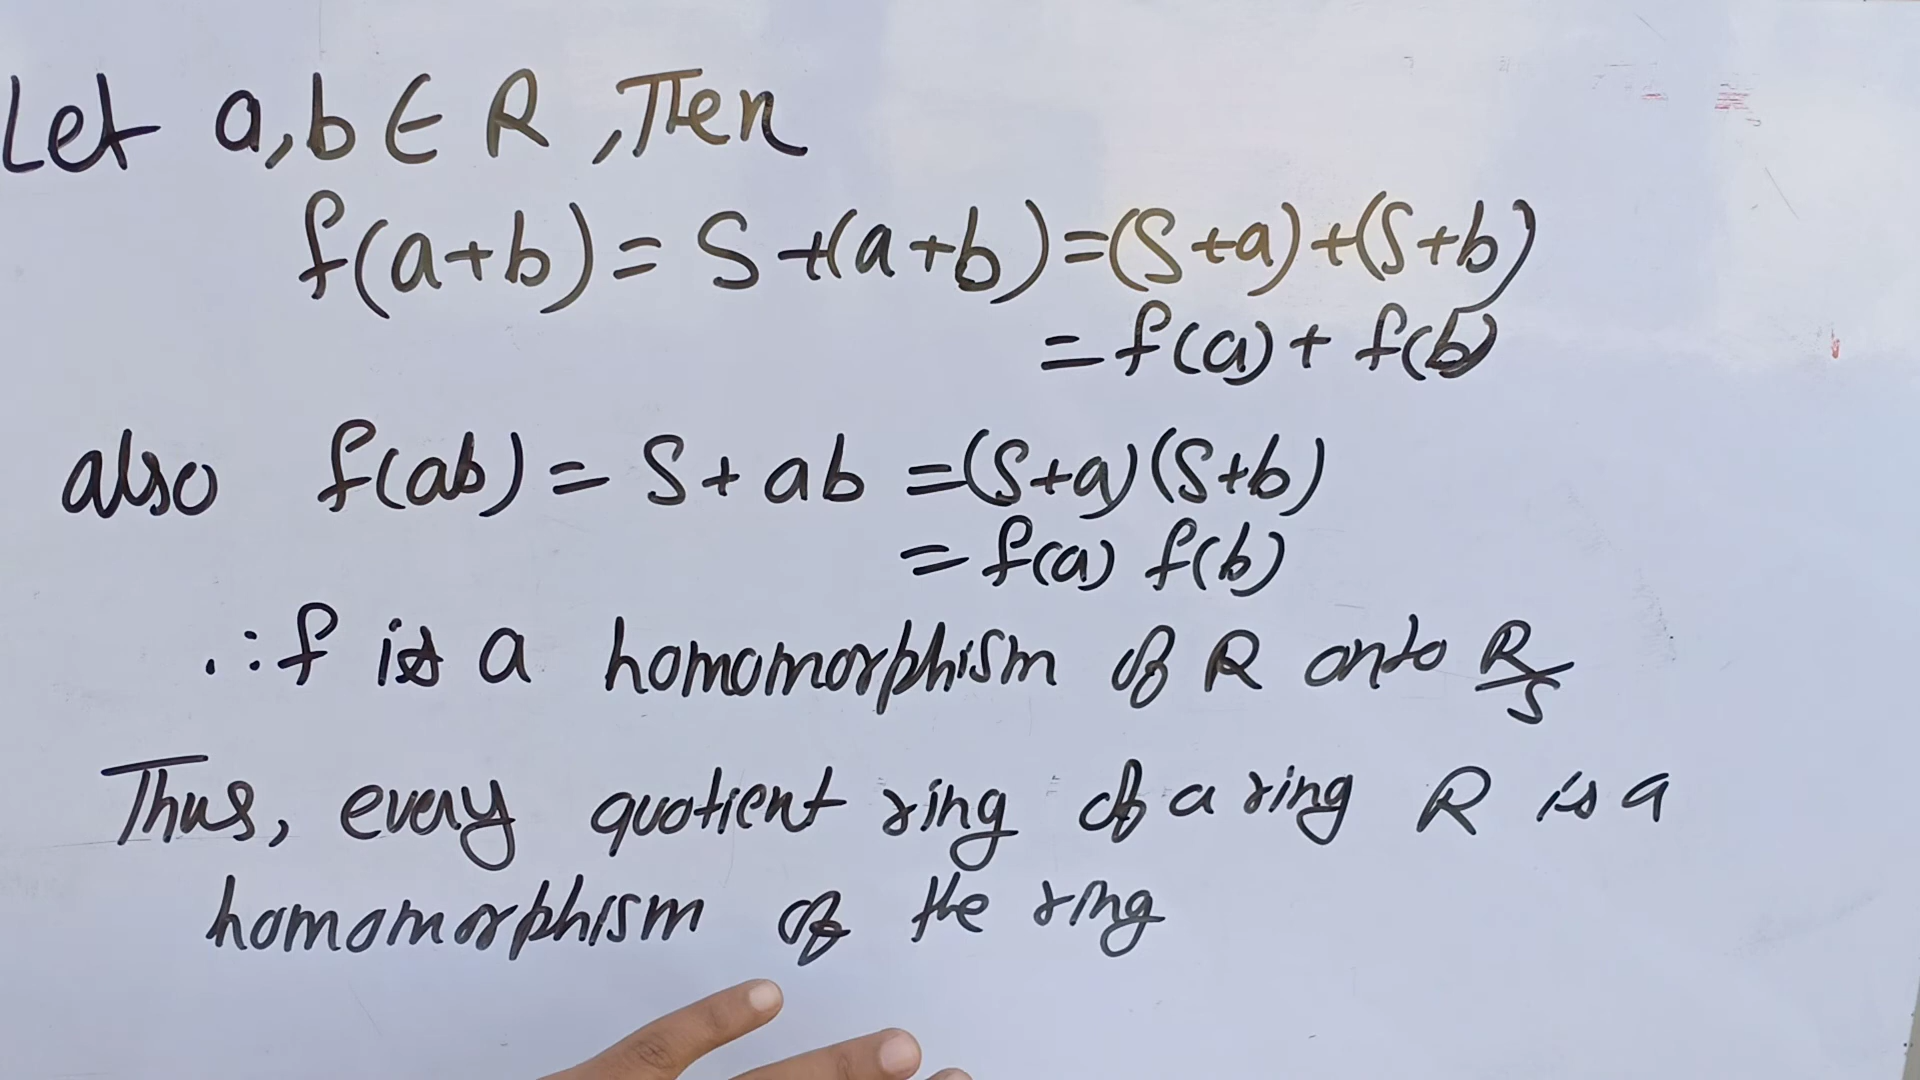 Let a,b ∈ R , Then
f(a+b) = S +(a+b) =(S+a)+(S+b)
= f(a)+ f(b)
also f(ab) = S + ab =(S+a)(S+b)
= f(a) f(b)
∴ f is a homomorphism of R onto R/S
Thus, every quotient ring of a ring R is a
homomorphism of the ring